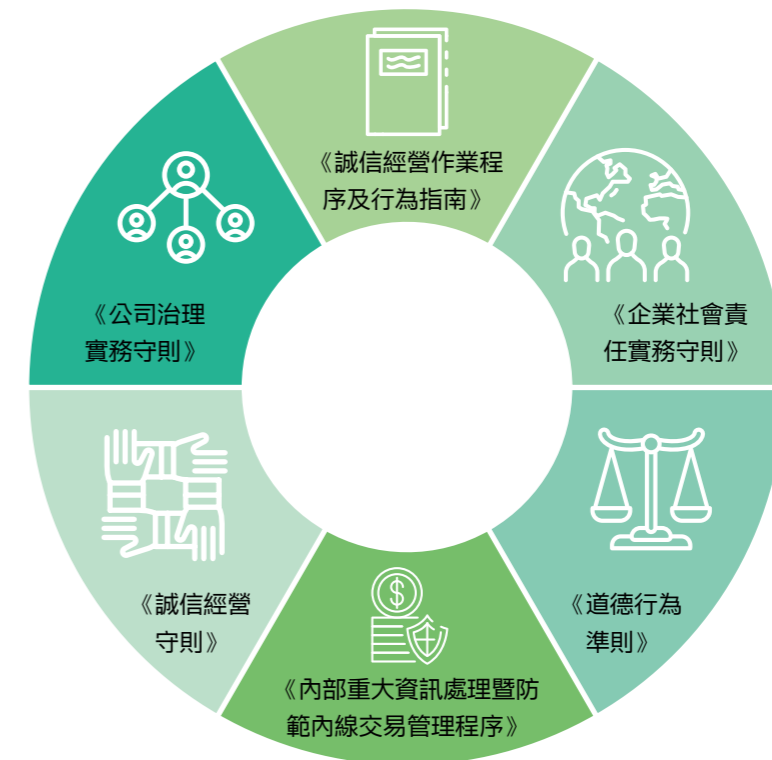 《誠信經營作業程
序及行為指南》
《公司治理
實務守則》
《企業社會責
任實務守則》
《誠信經營
守則》
《道德行為
準則》
《內部重大資訊處理暨防
範內線交易管理程序》